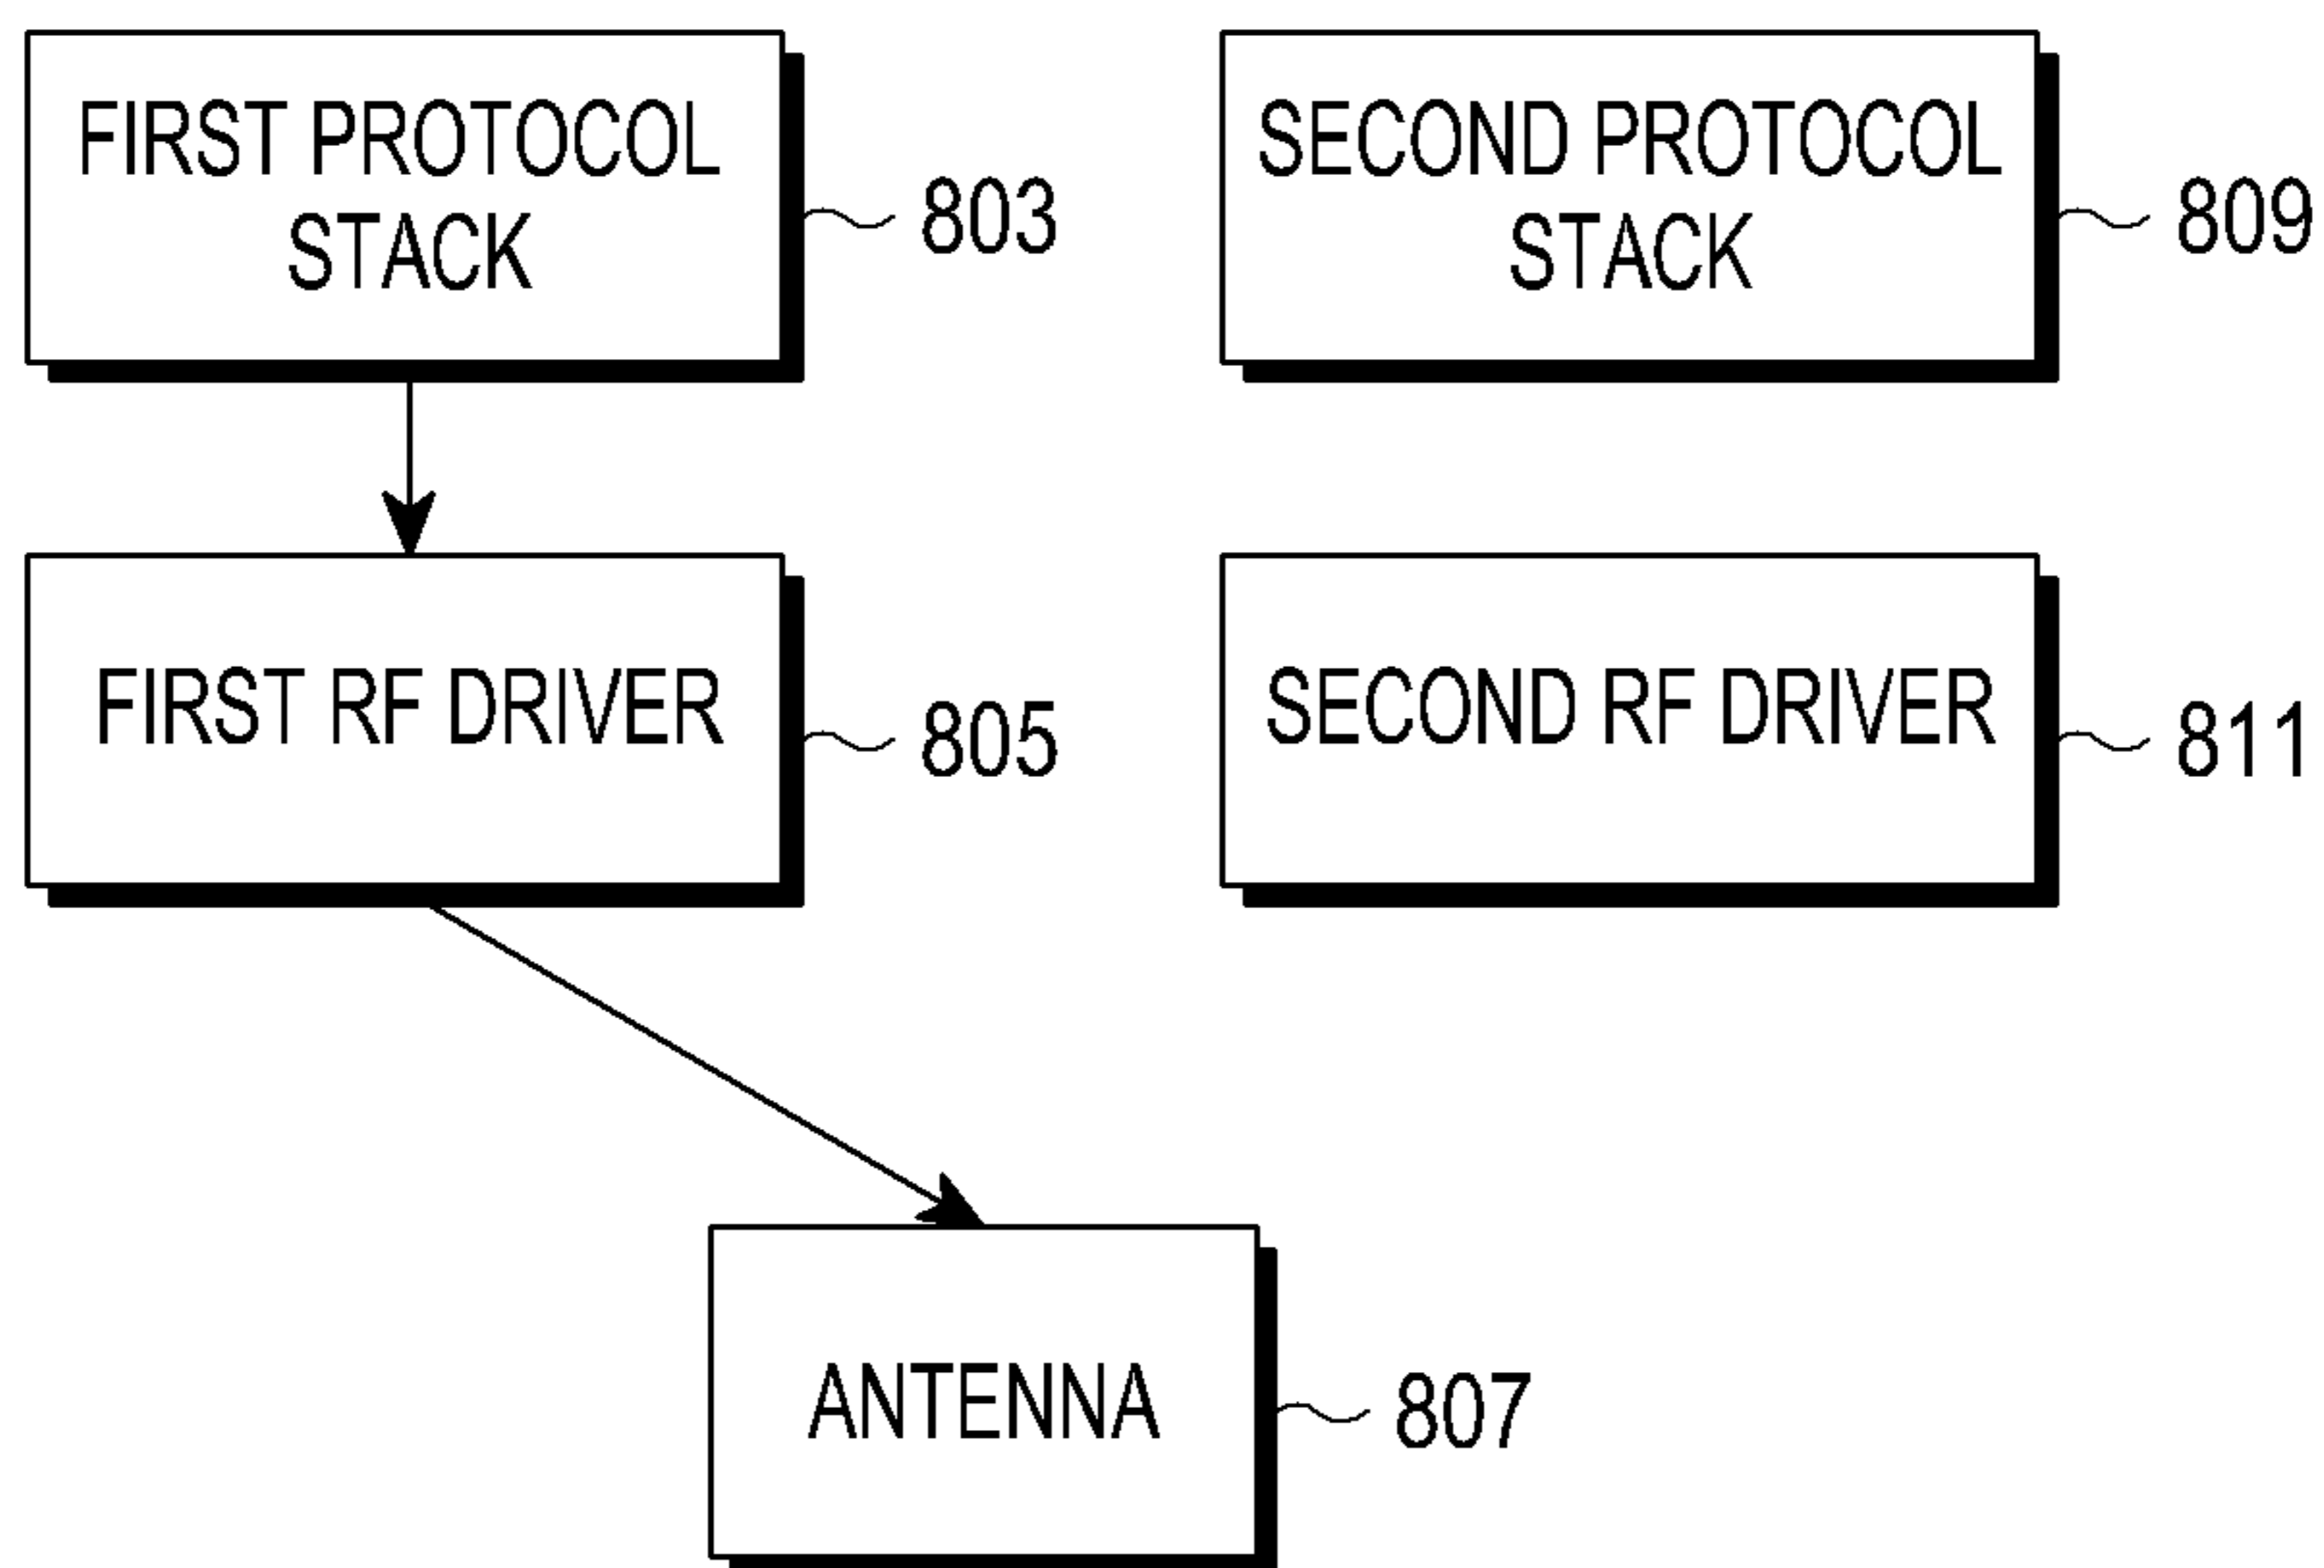 FIRST PROTOCOL
STACK
803
SECOND PROTOCOL
STACK
809
FIRST RF DRIVER
805
SECOND RF DRIVER
811
ANTENNA
807